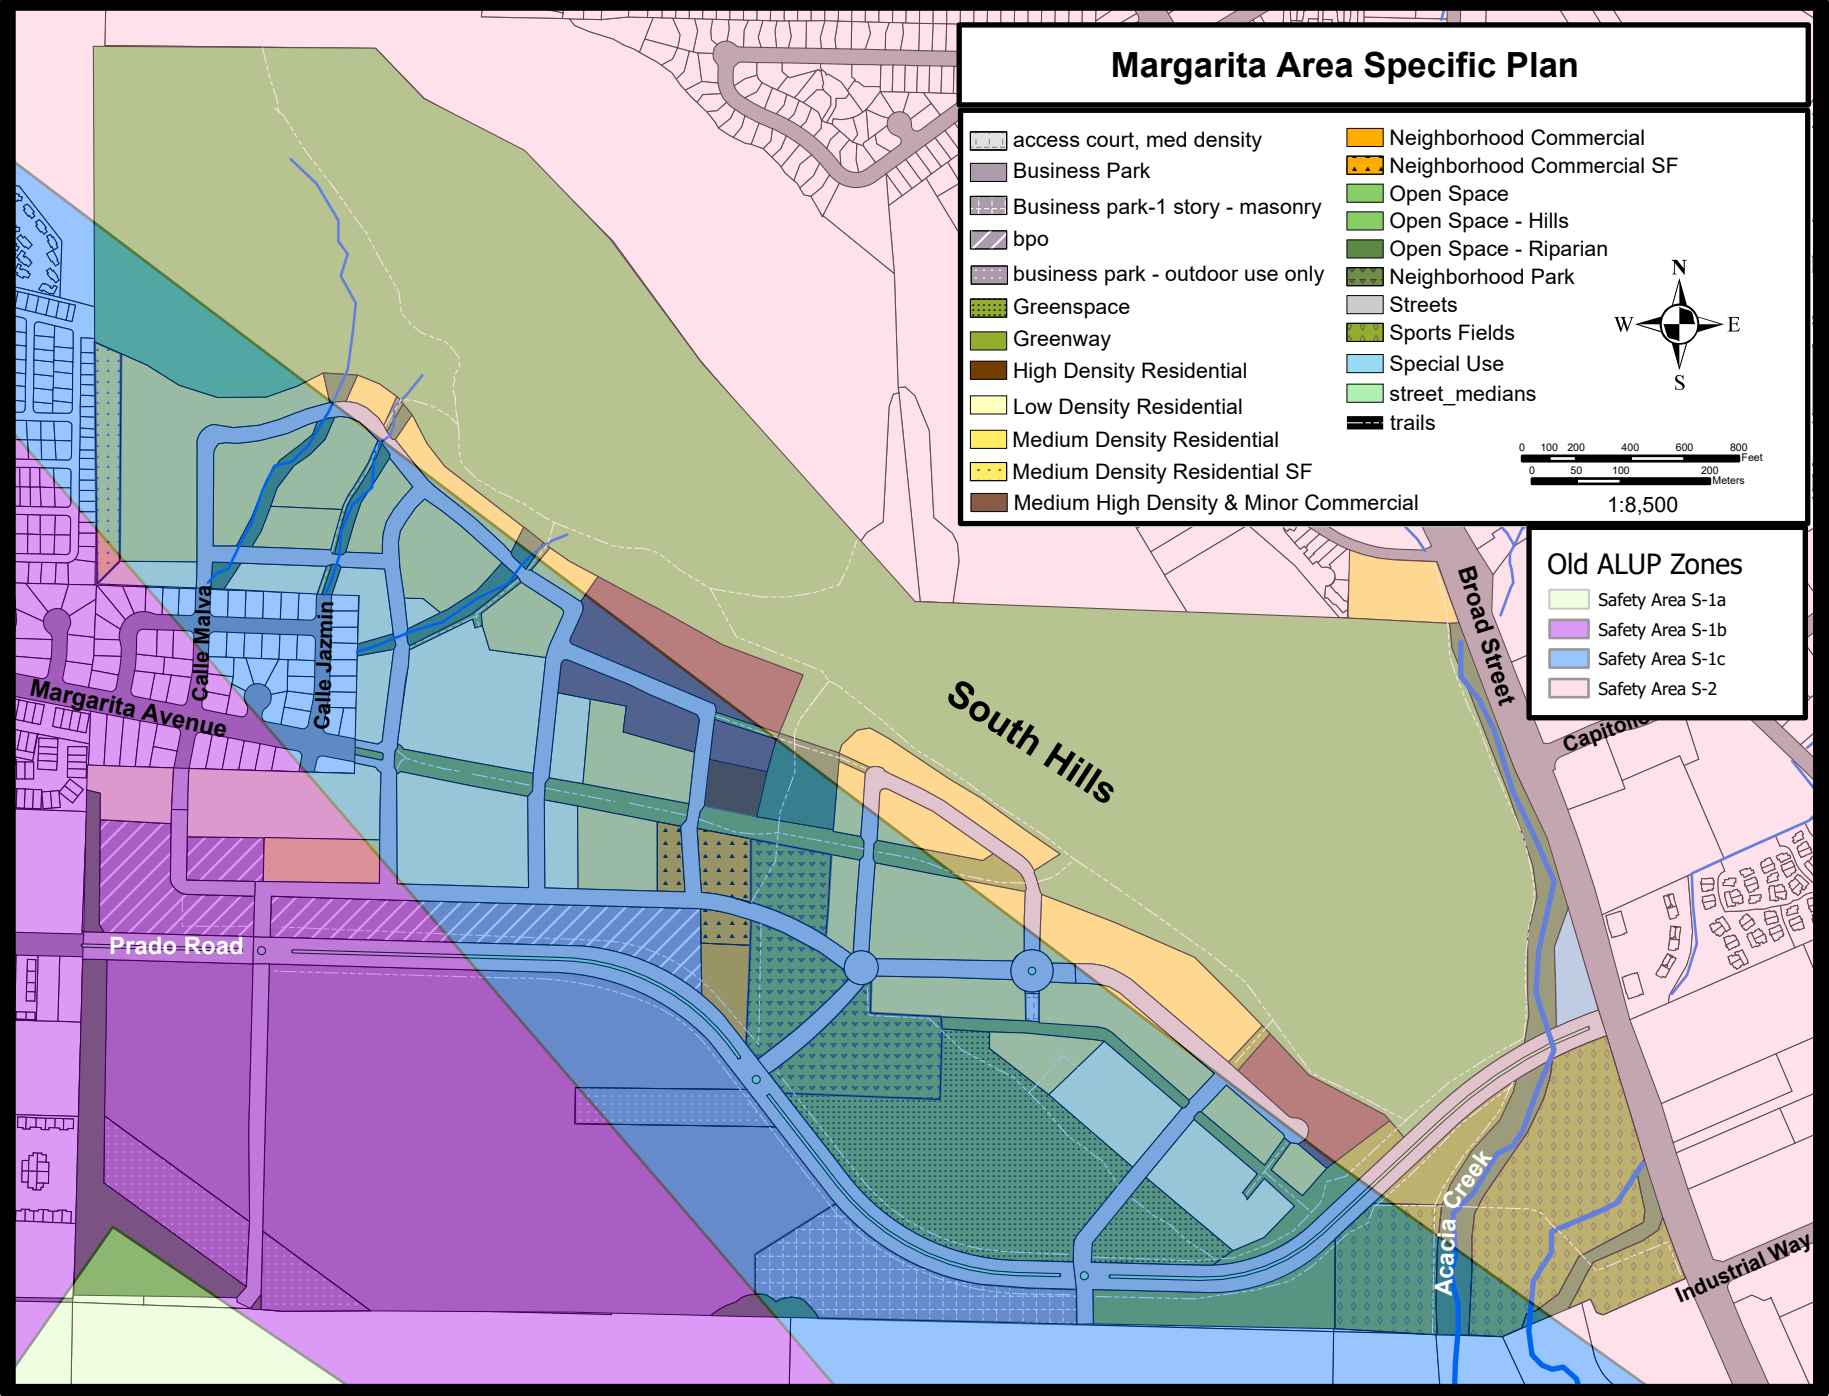 Margarita Area Specific Plan
access court, med density
Business Park
Business park-1 story - masonry
bpo
business park - outdoor use only
Greenspace
Greenway
High Density Residential
Low Density Residential
Medium Density Residential
Medium Density Residential SF
Medium High Density & Minor Commercial
Neighborhood Commercial
Neighborhood Commercial SF
Open Space
Open Space - Hills
Open Space - Riparian
Neighborhood Park
Streets
Sports Fields
Special Use
street_medians
trails
N
W E
S
0 100 200 400 600 800
Feet
0 50 100 200
Meters
1:8,500
Old ALUP Zones
Safety Area S-1a
Safety Area S-1b
Safety Area S-1c
Safety Area S-2
Broad Street
South Hills
Calle Malva
Calle Jazmin
Margarita Avenue
Prado Road
Acacia Creek
Industrial Way